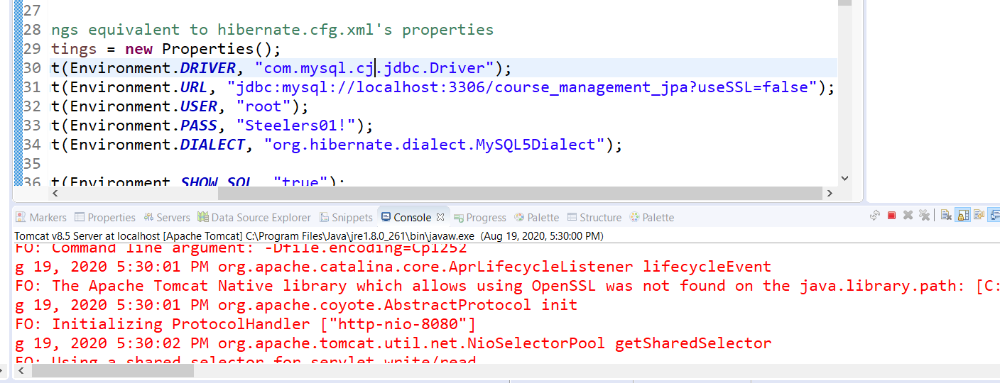 27
28 ngs equivalent to hibernate.cfg.xml's properties
29 tings = new Properties();
30 t(Environment.DRIVER, "com.mysql.cj.jdbc.Driver");
31 t(Environment.URL, "jdbc:mysql://localhost:3306/course_management_jpa?useSSL=false");
32 t(Environment.USER, "root");
33 t(Environment.PASS, "Steelers01!");
34 t(Environment.DIALECT, "org.hibernate.dialect.MySQL5Dialect");
35
36 t(Environment.SHOW_SQL, "true");
Markers Properties Servers Data Source Explorer Snippets Console Progress Palette Structure Palette
Tomcat v8.5 Server at localhost [Apache Tomcat] C:\Program Files\Java\jre1.8.0_261\bin\javaw.exe (Aug 19, 2020, 5:30:00 PM)
FO: Command line argument: -Dfile.encoding=Cp1252
g 19, 2020 5:30:01 PM org.apache.catalina.core.AprLifecycleListener lifecycleEvent
FO: The Apache Tomcat Native library which allows using OpenSSL was not found on the java.library.path: [C:
g 19, 2020 5:30:01 PM org.apache.coyote.AbstractProtocol init
FO: Initializing ProtocolHandler ["http-nio-8080"]
g 19, 2020 5:30:02 PM org.apache.tomcat.util.net.NioSelectorPool getSharedSelector
FO: Using a shared selector for servlet write/read